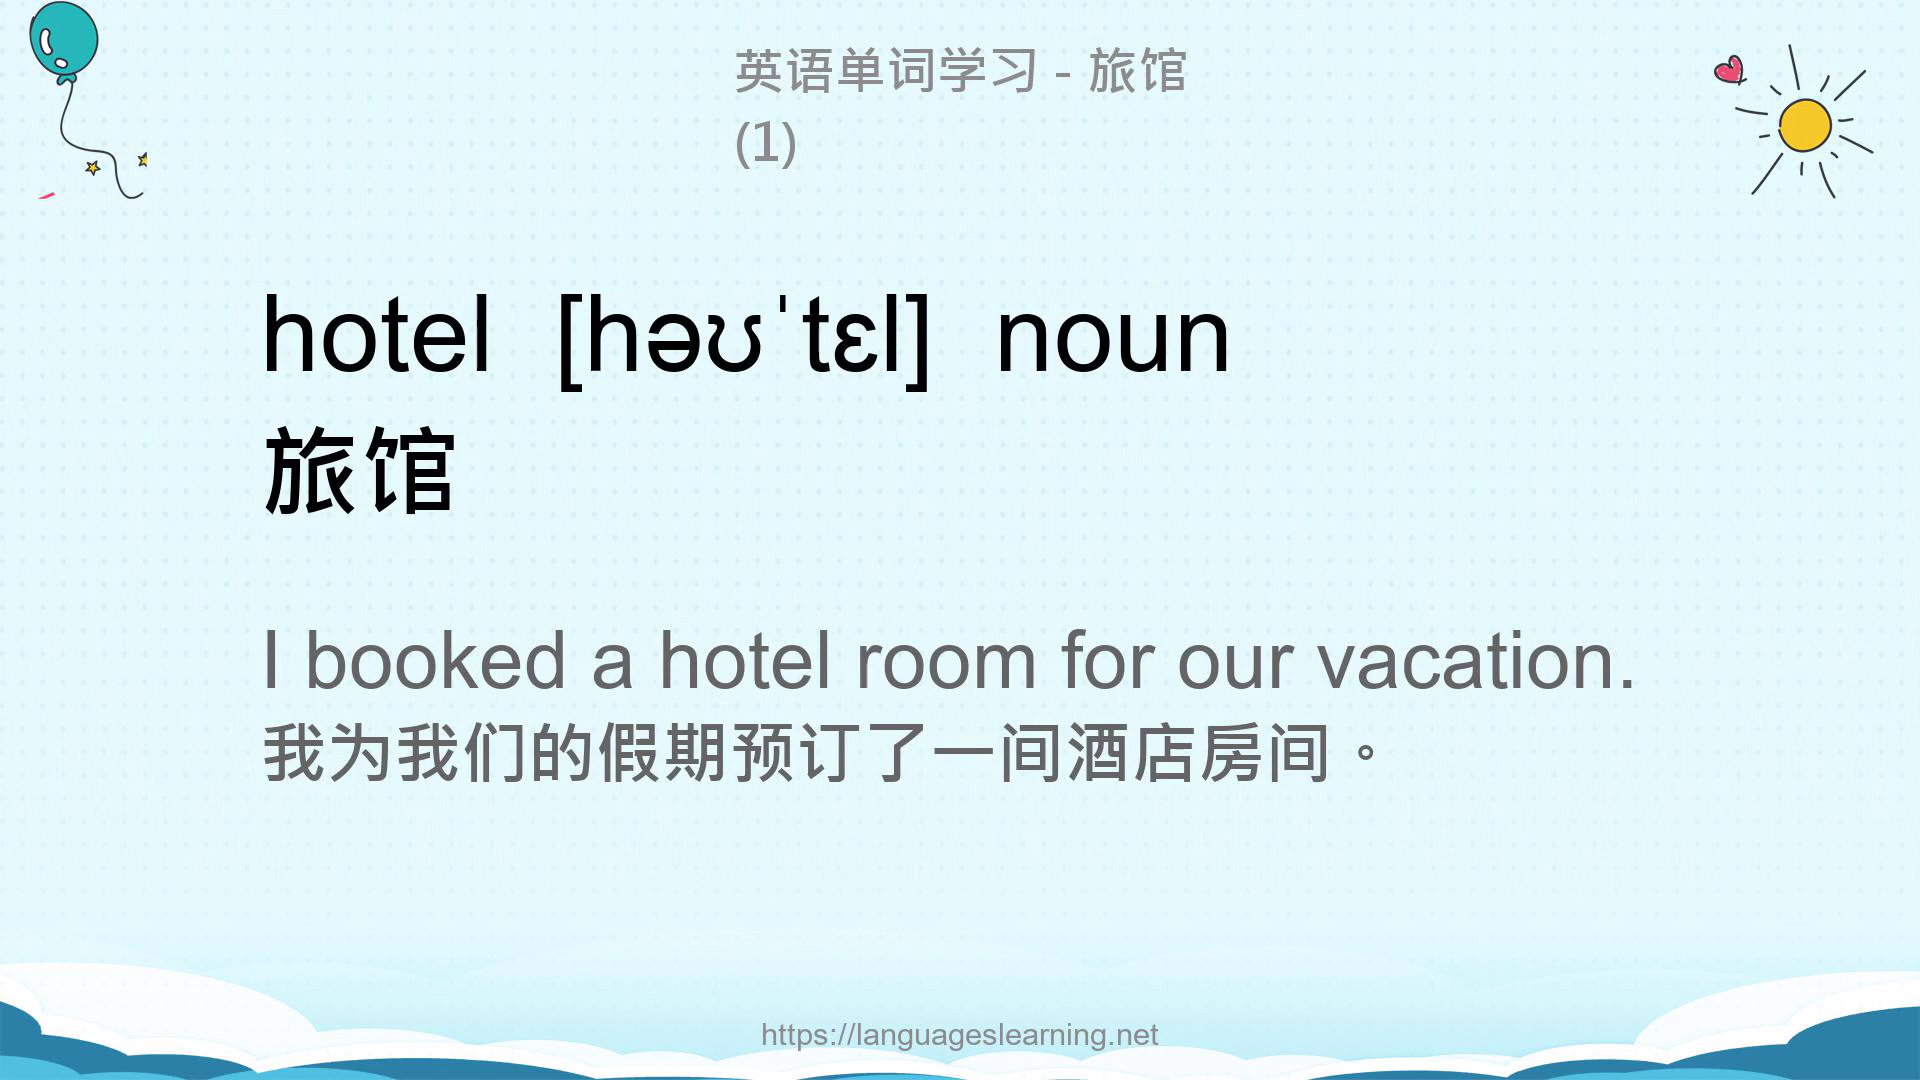 英语单词学习 - 旅馆
(1)
hotel [həʊˈtɛl] noun
旅馆
I booked a hotel room for our vacation.
我为我们的假期预订了一间酒店房间。
https://languageslearning.net